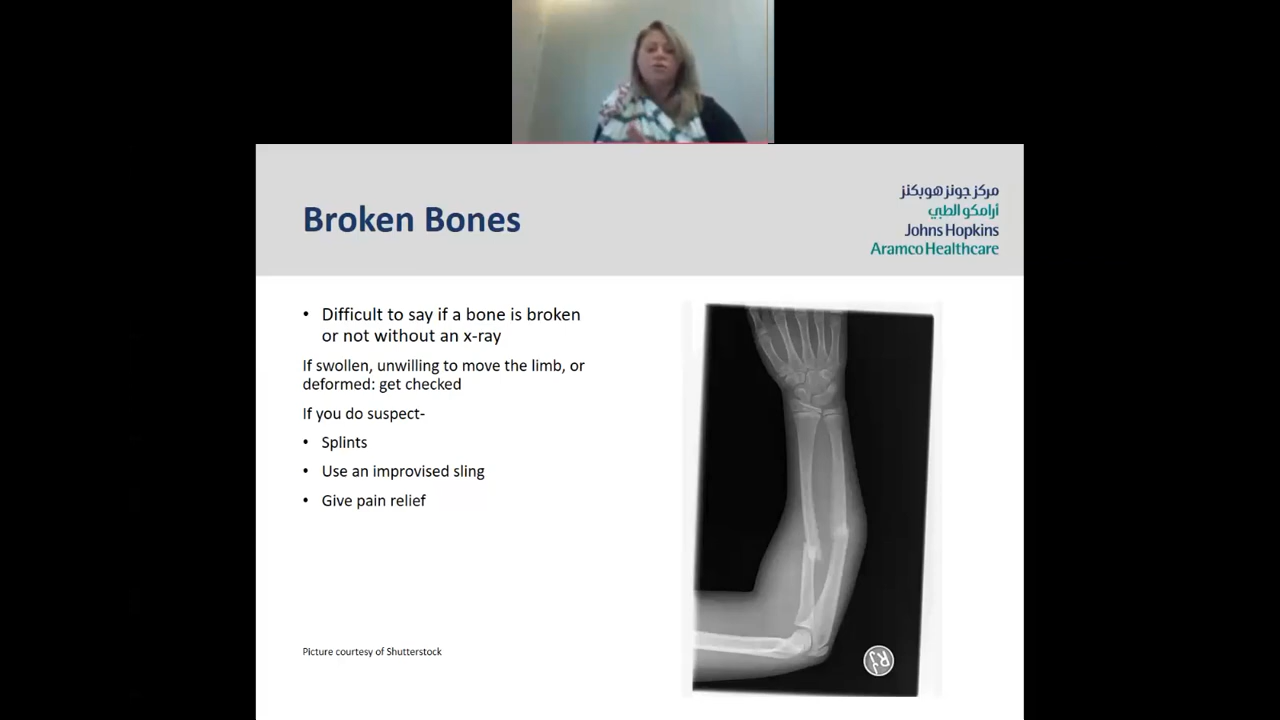 Broken Bones
مركز جونز هوبكنز
أرامكو الطبي
Johns Hopkins
Aramco Healthcare
• Difficult to say if a bone is broken
or not without an x-ray
If swollen, unwilling to move the limb, or
deformed: get checked
If you do suspect-
• Splints
• Use an improvised sling
• Give pain relief
Picture courtesy of Shutterstock